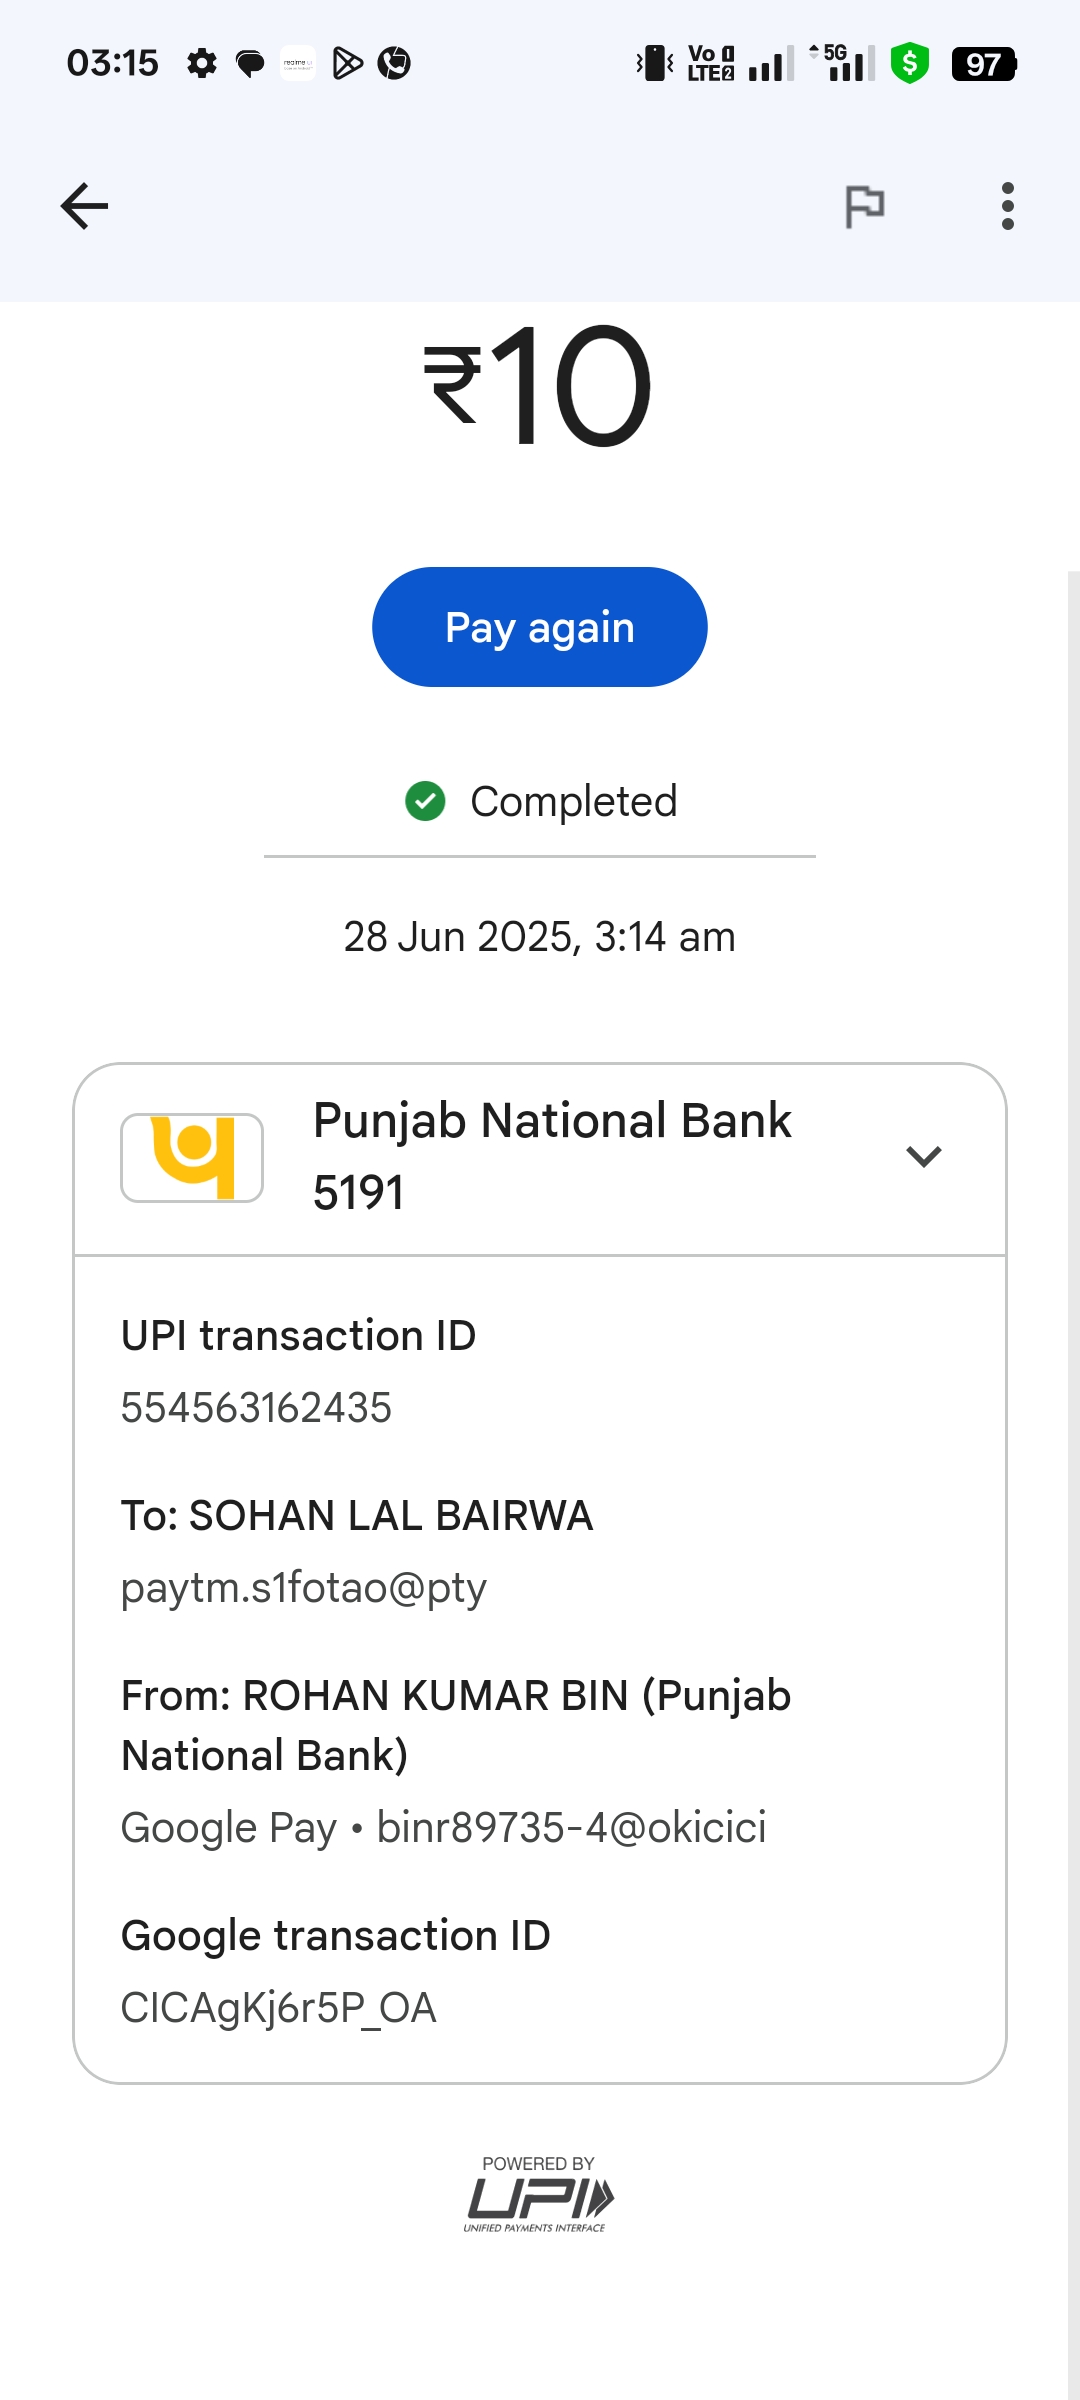 03:15
Vo 1
LTE2
5G
97
₹10
Pay again
Completed
28 Jun 2025, 3:14 am
Punjab National Bank
5191
UPI transaction ID
554563162435
To: SOHAN LAL BAIRWA
paytm.s1fotao@pty
From: ROHAN KUMAR BIN (Punjab
National Bank)
Google Pay • binr89735-4@okicici
Google transaction ID
CICAgKj6r5P_OA
POWERED BY
UPI
UNIFIED PAYMENTS INTERFACE